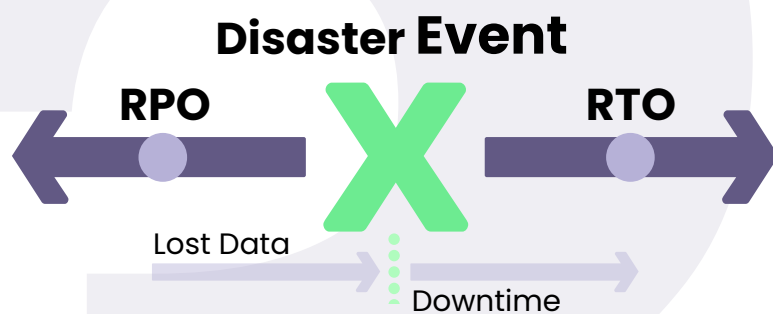 Disaster Event
RPO
RTO
Lost Data
Downtime